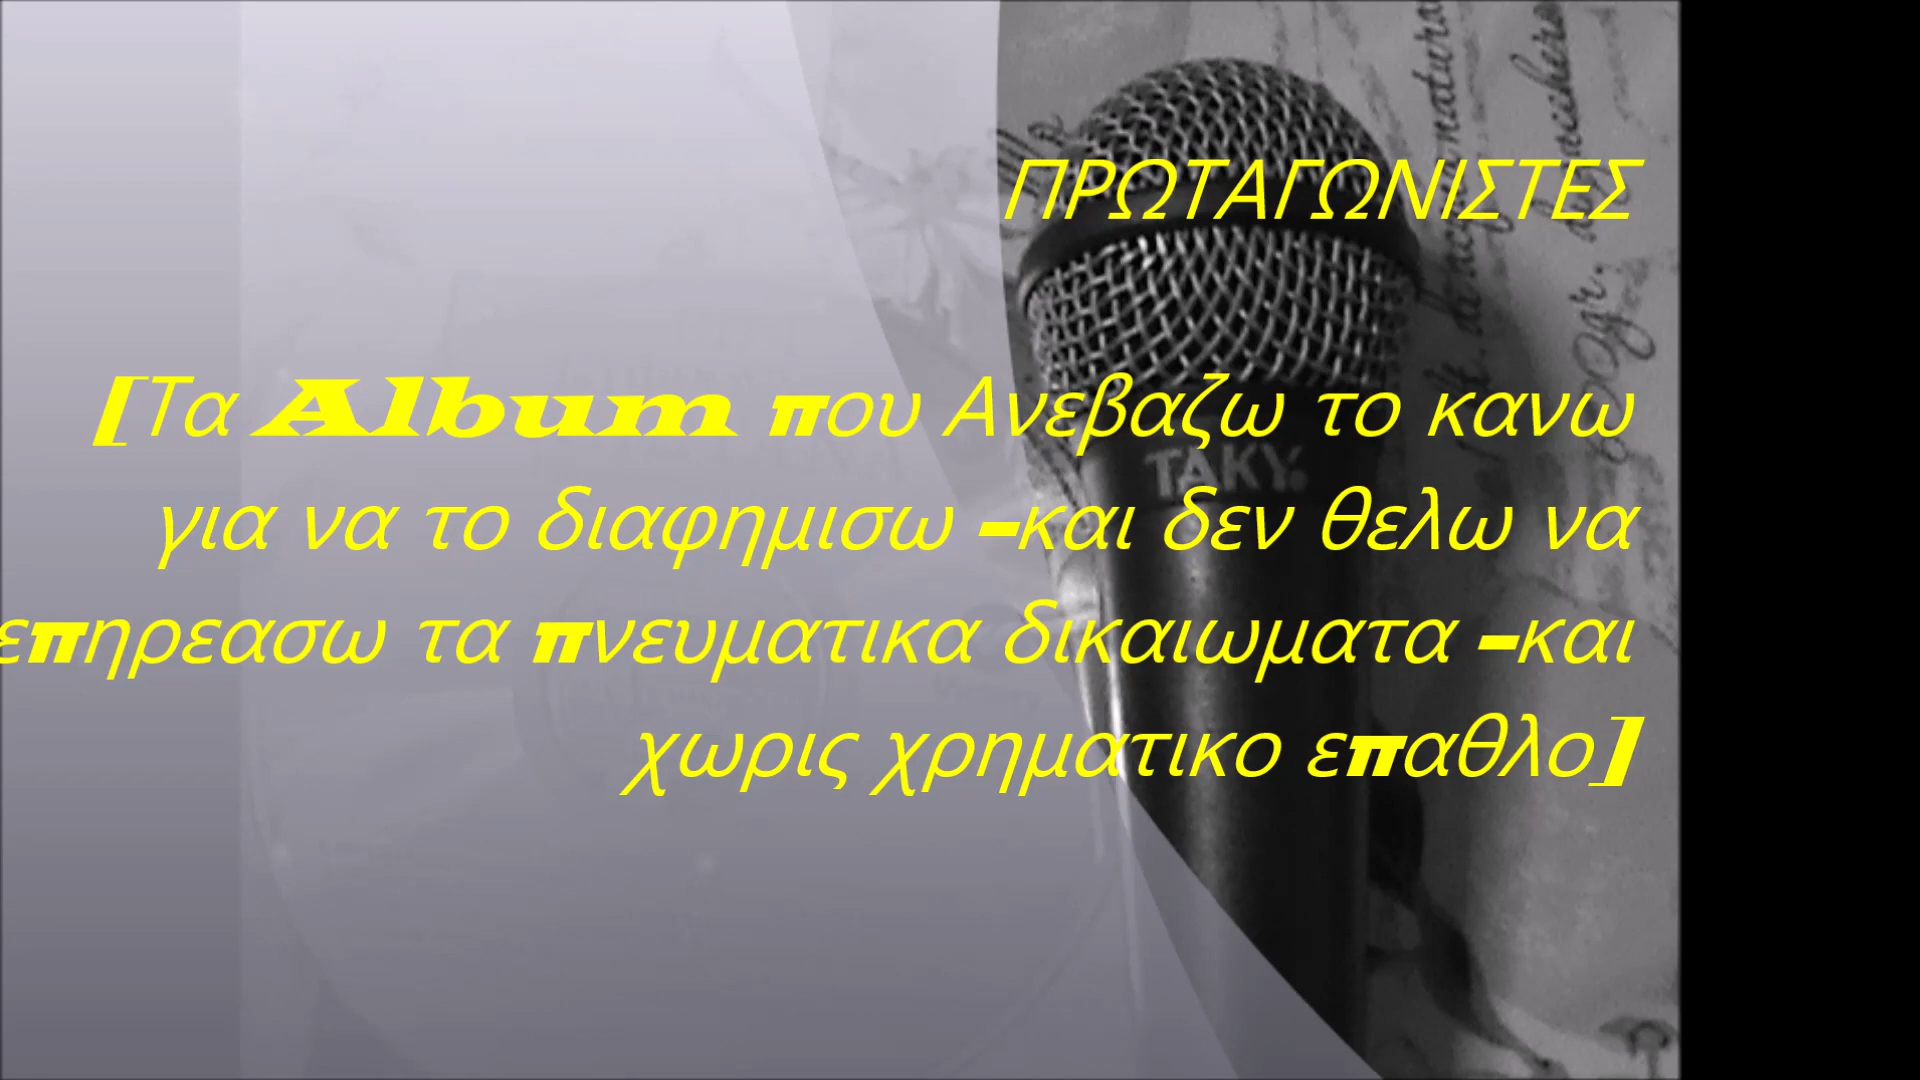 ΠΡΩΤΑΓΩΝΙΣΤΕΣ
[Τα Album που Ανεβαζω το κανω
για να το διαφημισω –και δεν θελω να
επηρεασω τα πνευματικα δικαιωματα –και
χωρις χρηματικο επαθλο]
TAKY.